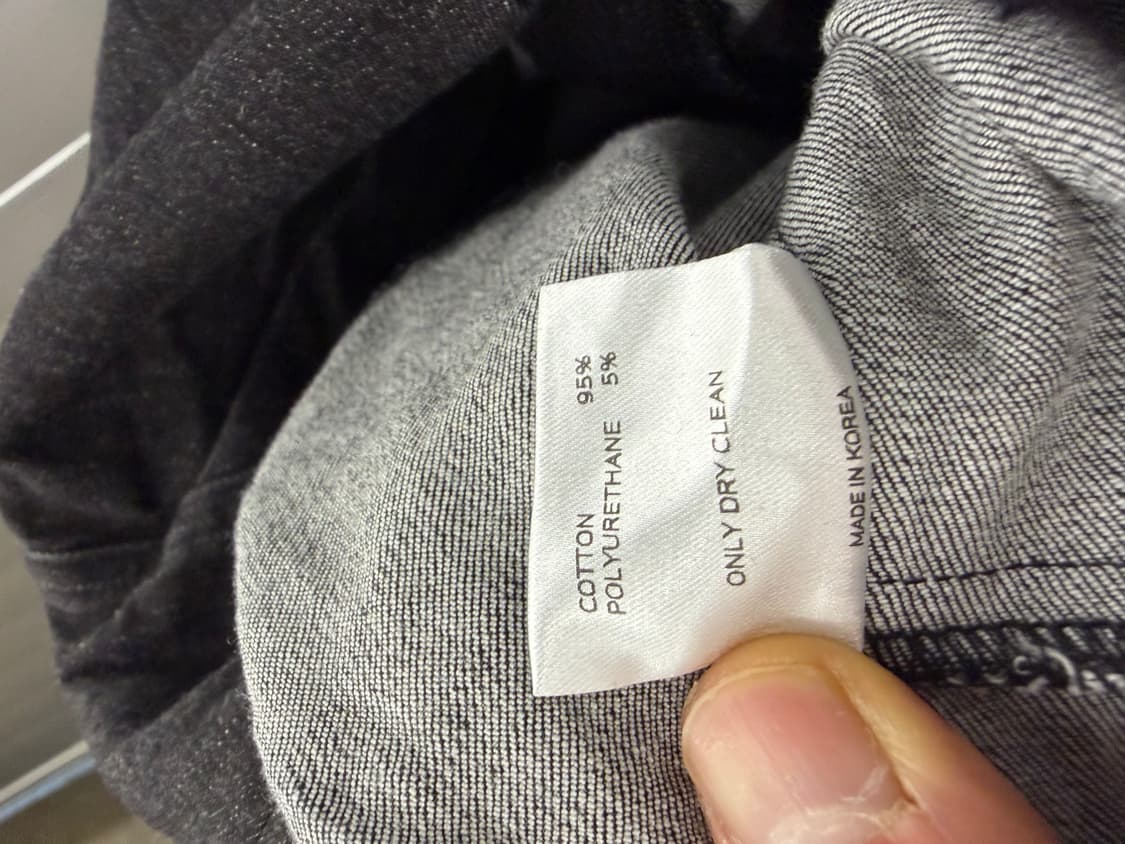 COTTON 95%
POLYURETHANE 5%
ONLY DRY CLEAN
MADE IN KOREA